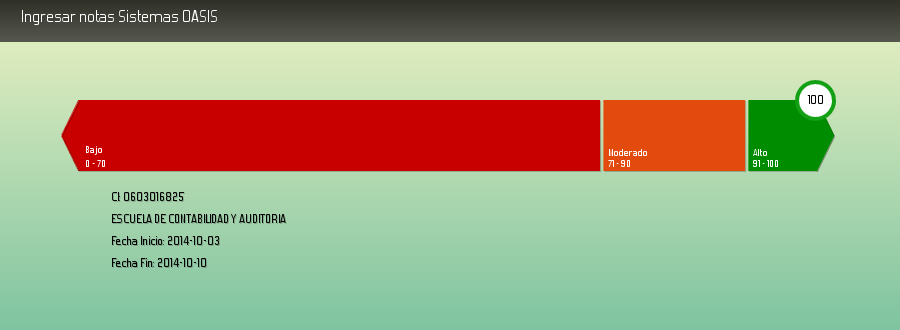 Ingresar notas Sistemas OASIS
100
Bajo
0 - 70
Moderado
71 - 90
Alto
91 - 100
CI: 0603016825
ESCUELA DE CONTABILIDAD Y AUDITORIA
Fecha Inicio: 2014-10-03
Fecha Fin: 2014-10-10